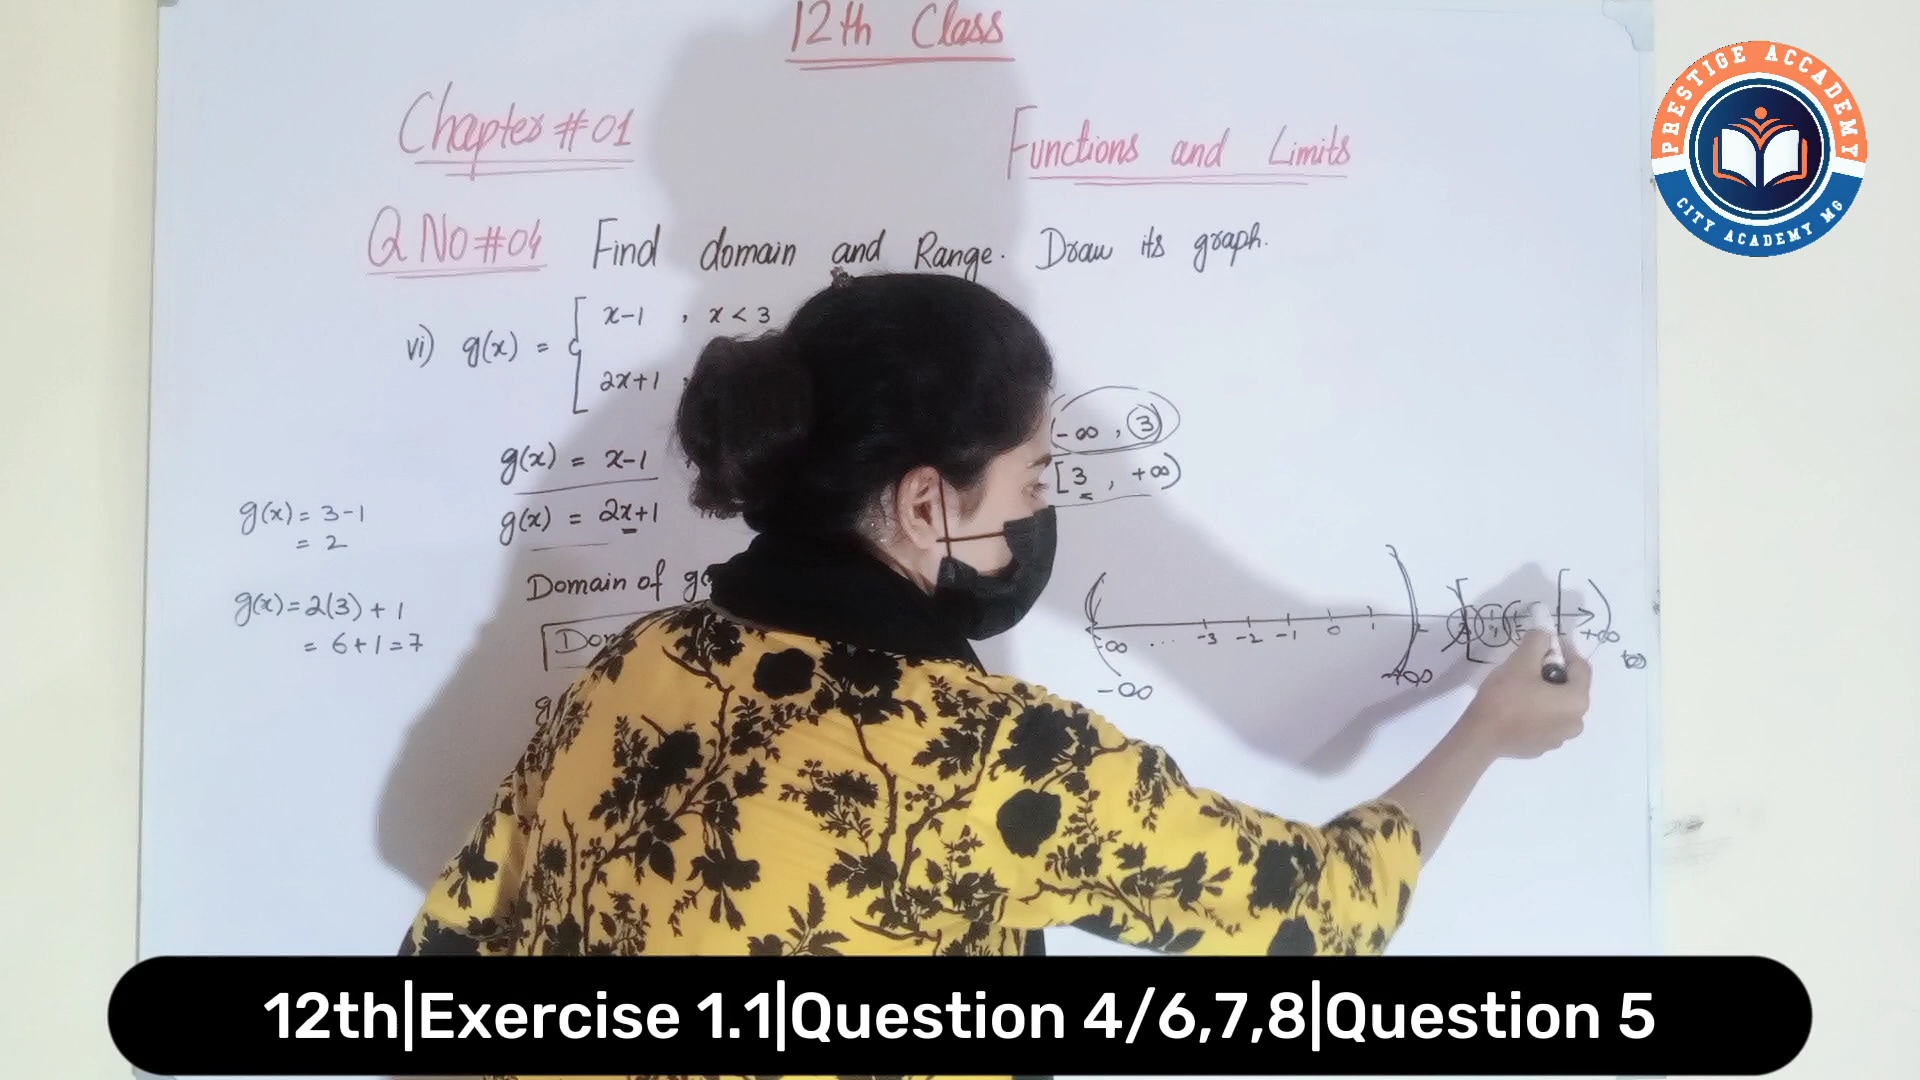 12th Class
Chapter #01
Functions and Limits
Q No #04 Find domain and Range. Draw its graph.
vi) g(x) =
x-1 , x < 3
2x+1 ,
g(x) = x-1
-∞ , 3)
g(x) = 2x+1
[3 , +∞)
g(x) = 3-1
= 2
g(x) = 2(3) + 1
= 6+1 = 7
Domain of g
Dom
g
-∞ ... -3 -2 -1 0 1
+∞
-∞
+∞
PRESTIGE ACCADEMY
CITY ACADEMY MG
12th|Exercise 1.1|Question 4/6,7,8|Question 5